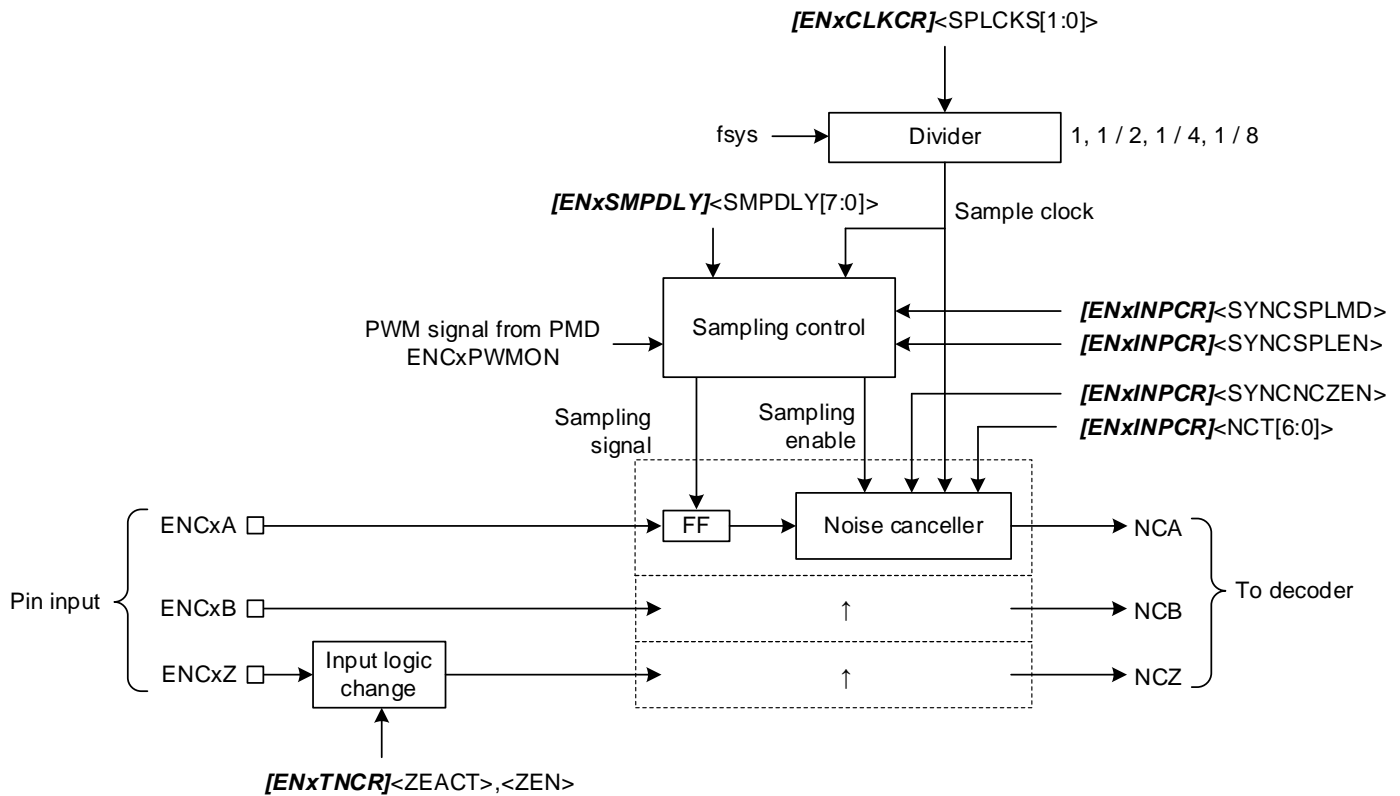 [ENxCLKCR]<SPLCKS[1:0]>
fsys
Divider
1, 1 / 2, 1 / 4, 1 / 8
[ENxSMPDLY]<SMPDLY[7:0]>
Sample clock
PWM signal from PMD
ENCxPWMON
Sampling control
[ENxINPCR]<SYNCSPLMD>
[ENxINPCR]<SYNCSPLEN>
[ENxINPCR]<SYNCNCZEN>
[ENxINPCR]<NCT[6:0]>
Sampling
signal
Sampling
enable
Pin input
ENCxA
FF
Noise canceller
NCA
ENCxB
↑
NCB
To decoder
ENCxZ
Input logic
change
↑
NCZ
[ENxTNCR]<ZEACT>,<ZEN>